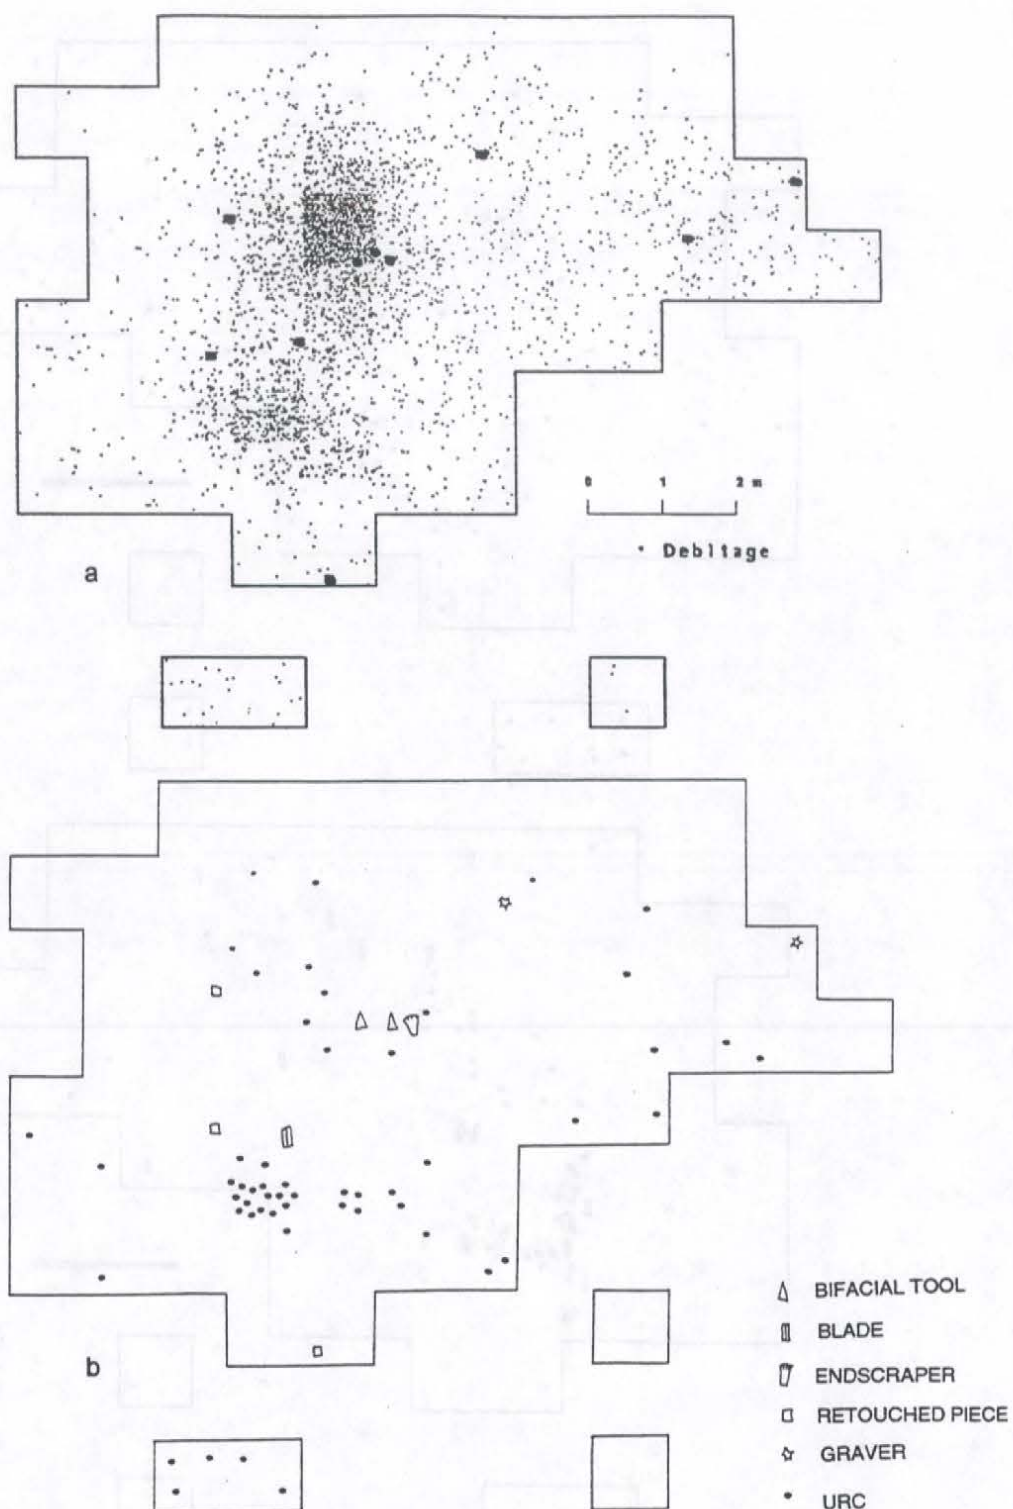 0 1 2 m
Debitage
a
b
BIFACIAL TOOL
BLADE
ENDSCRAPER
RETOUCHED PIECE
GRAVER
URC